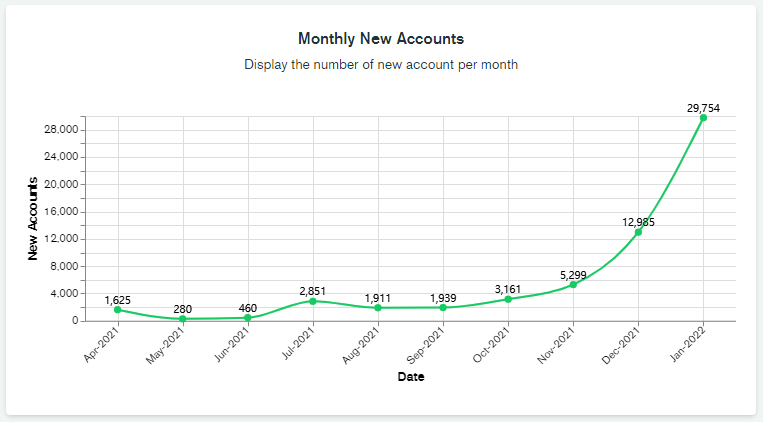 Monthly New Accounts
Display the number of new account per month
29,754
28,000
24,000
20,000
16,000
12,000
8,000
4,000
0
New Accounts
1,625
280
460
2,851
1,911
1,939
3,161
5,299
12,985
Apr-2021
May-2021
Jun-2021
Jul-2021
Aug-2021
Sep-2021
Oct-2021
Nov-2021
Dec-2021
Jan-2022
Date